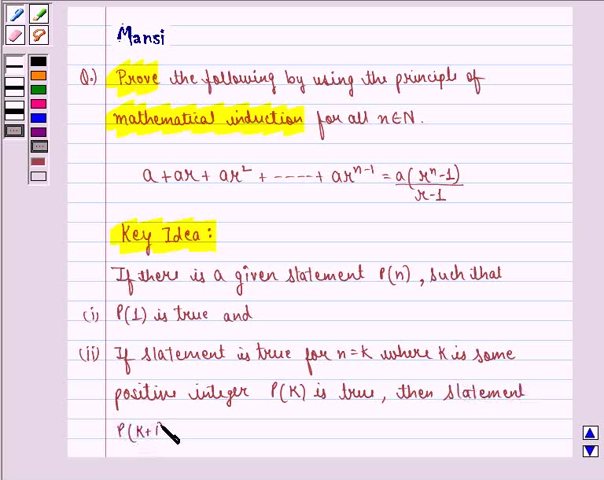 Mansi
Q.) Prove the following by using the principle of
mathematical induction for all n∈N.
a + ar + ar² + ----- + arⁿ⁻¹ = a(rⁿ-1)/r-1
Key Idea:
If there is a given statement P(n), such that
(i) P(1) is true and
(ii) If statement is true for n=k where k is some
positive integer P(K) is true, then statement
P(K+1